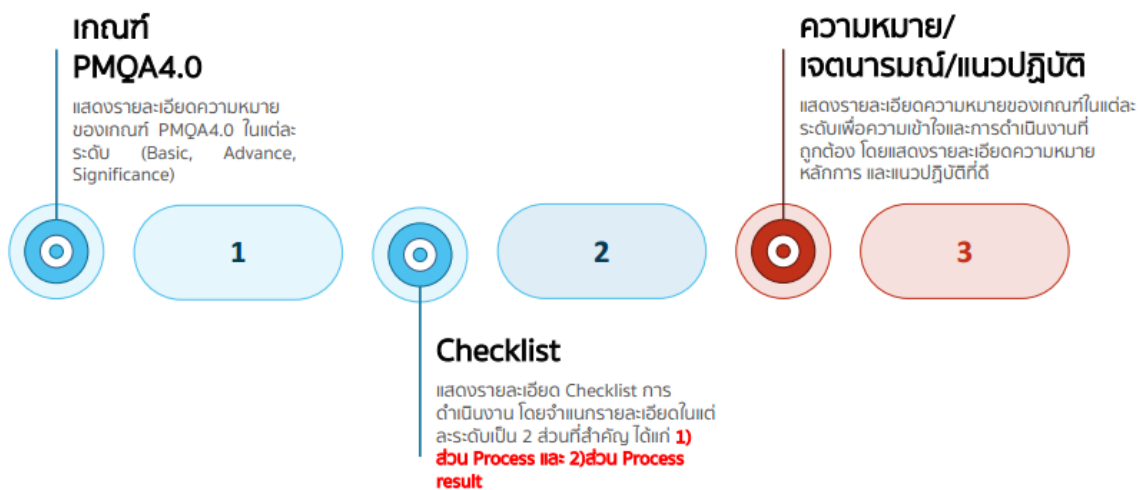 เกณฑ์
PMQA4.0
แสดงรายละเอียดความหมาย
ของเกณฑ์ PMQA4.0 ในแต่ละ
ระดับ (Basic, Advance,
Significance)
ความหมาย/
เจตนารมณ์/แนวปฏิบัติ
แสดงรายละเอียดความหมายของเกณฑ์ในแต่ละ
ระดับเพื่อความเข้าใจและการดำเนินงานที่
ถูกต้อง โดยแสดงรายละเอียดความหมาย
หลักการ และแนวปฏิบัติที่ดี
1
2
3
Checklist
แสดงรายละเอียด Checklist การ
ดำเนินงาน โดยจำแนกรายละเอียดในแต่
ละระดับเป็น 2 ส่วนที่สำคัญ ได้แก่ 1)
ส่วน Process และ 2)ส่วน Process
result